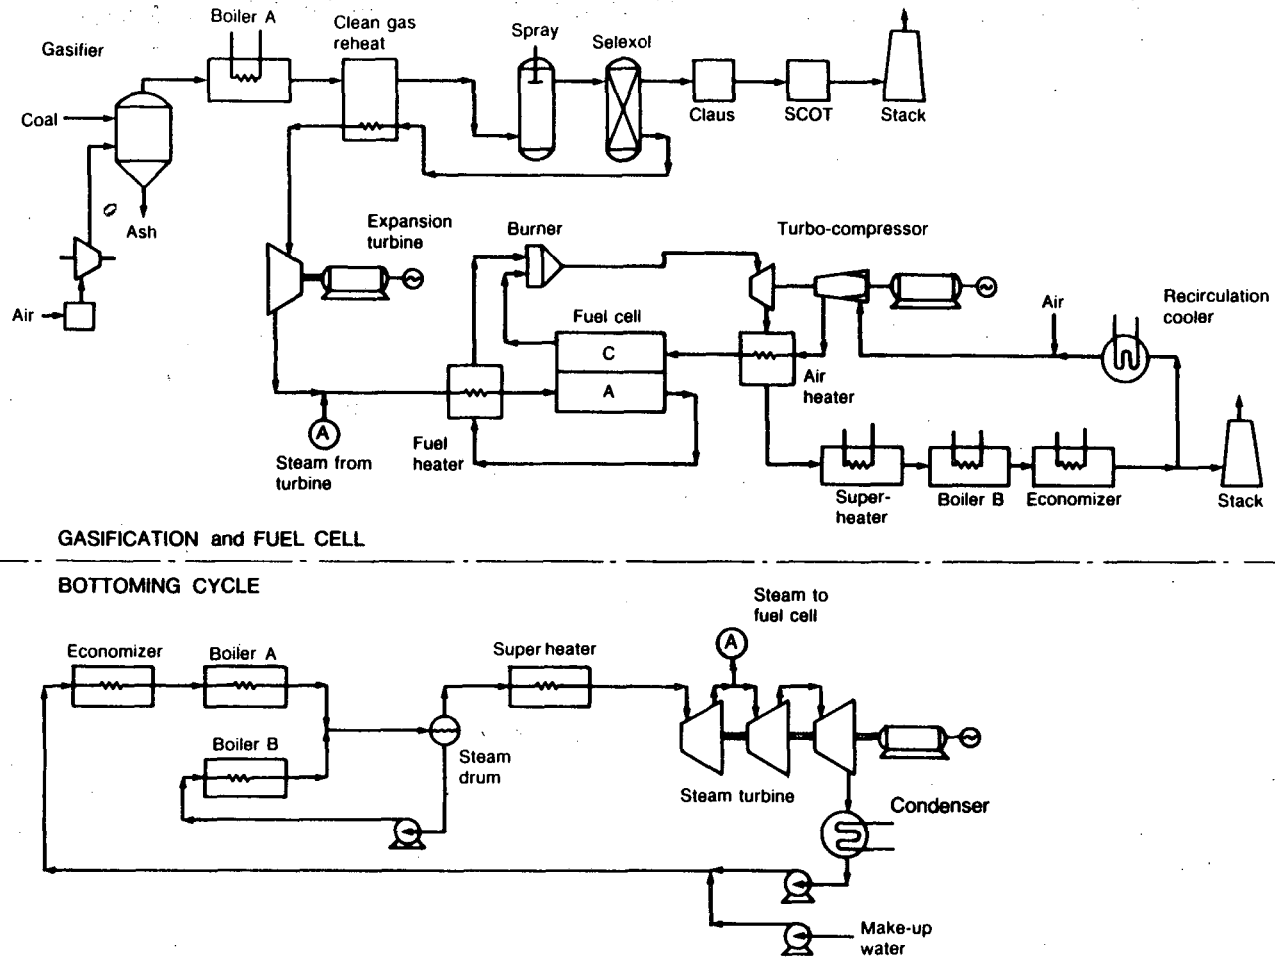 Boiler A
Clean gas
reheat
Gasifier
Spray
Selexol
Coal
Claus
SCOT
Stack
Ash
Air
Expansion
turbine
Burner
Turbo-compressor
Fuel cell
C
A
Air
Recirculation
cooler
Air
heater
A
Steam from
turbine
Fuel
heater
Super-
heater
Boiler B
Economizer
Stack
GASIFICATION and FUEL CELL
BOTTOMING CYCLE
Steam to
fuel cell
A
Economizer
Boiler A
Super heater
Boiler B
Steam
drum
Steam turbine
Condenser
Make-up
water